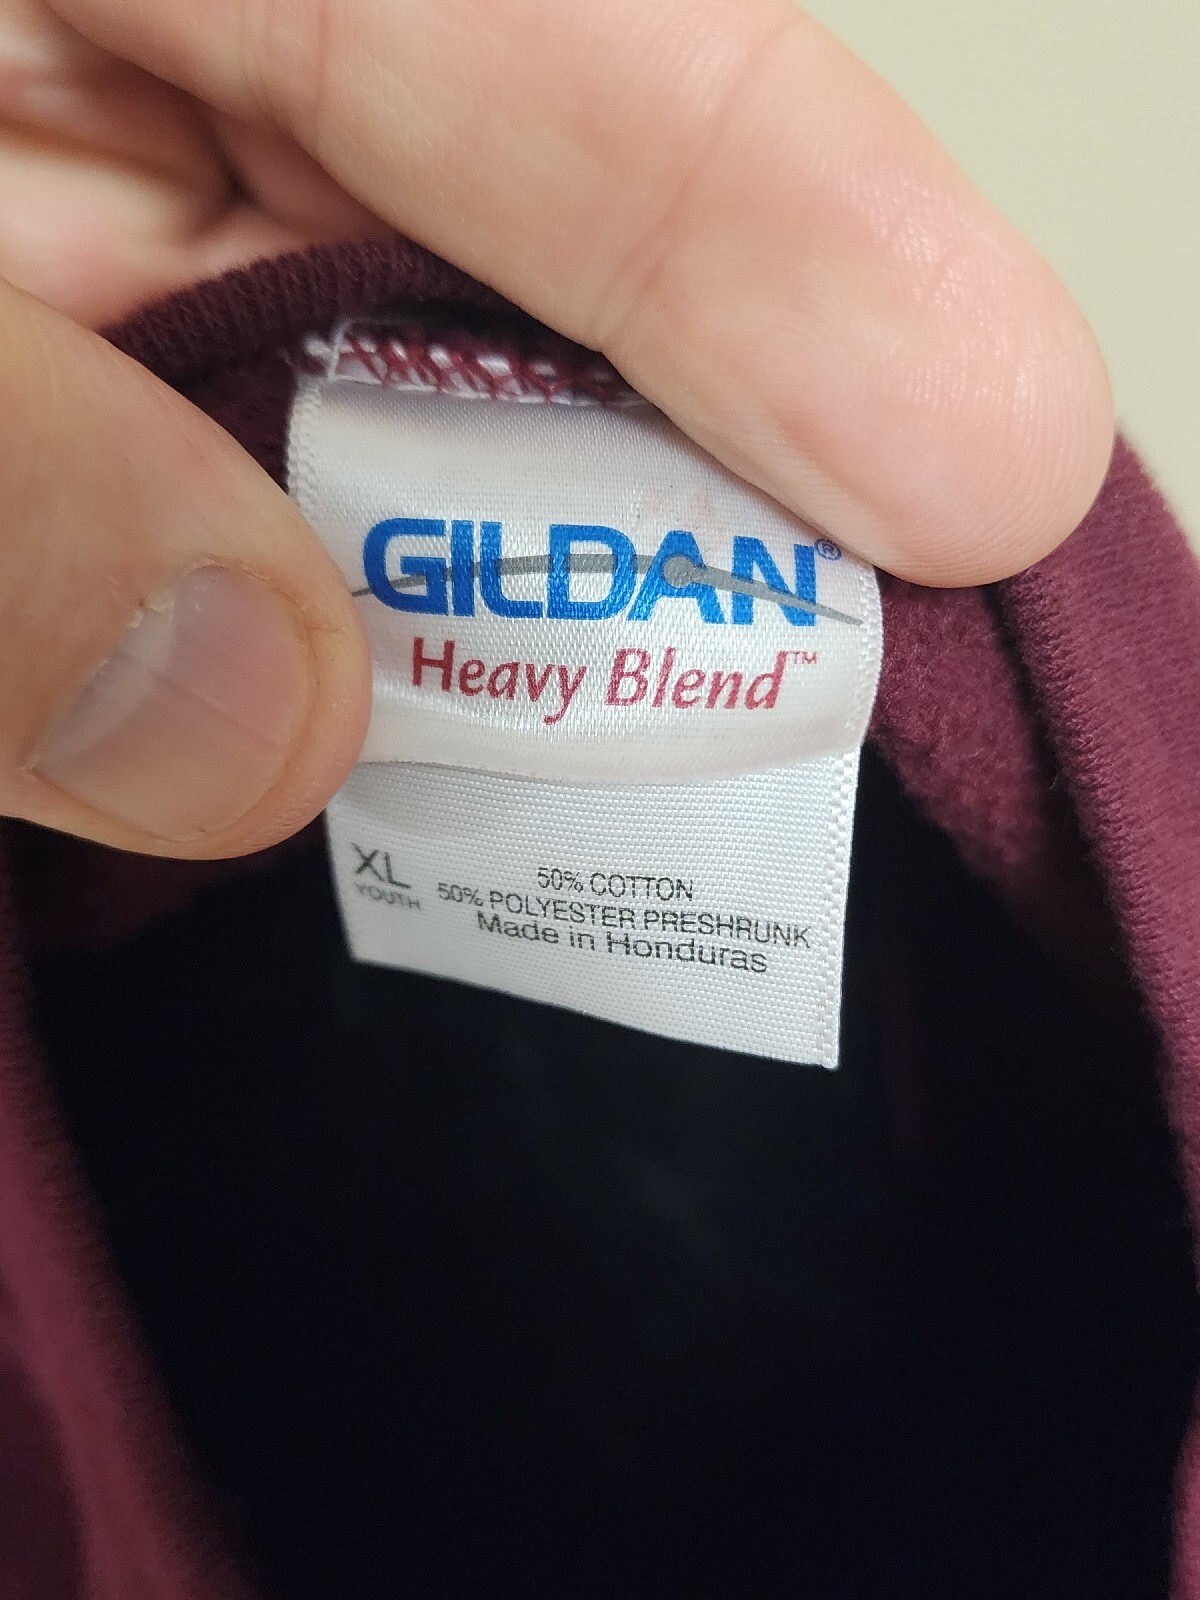 GILDAN®
Heavy Blend™
XL
YOUTH
50% COTTON
50% POLYESTER PRESHRUNK
Made in Honduras